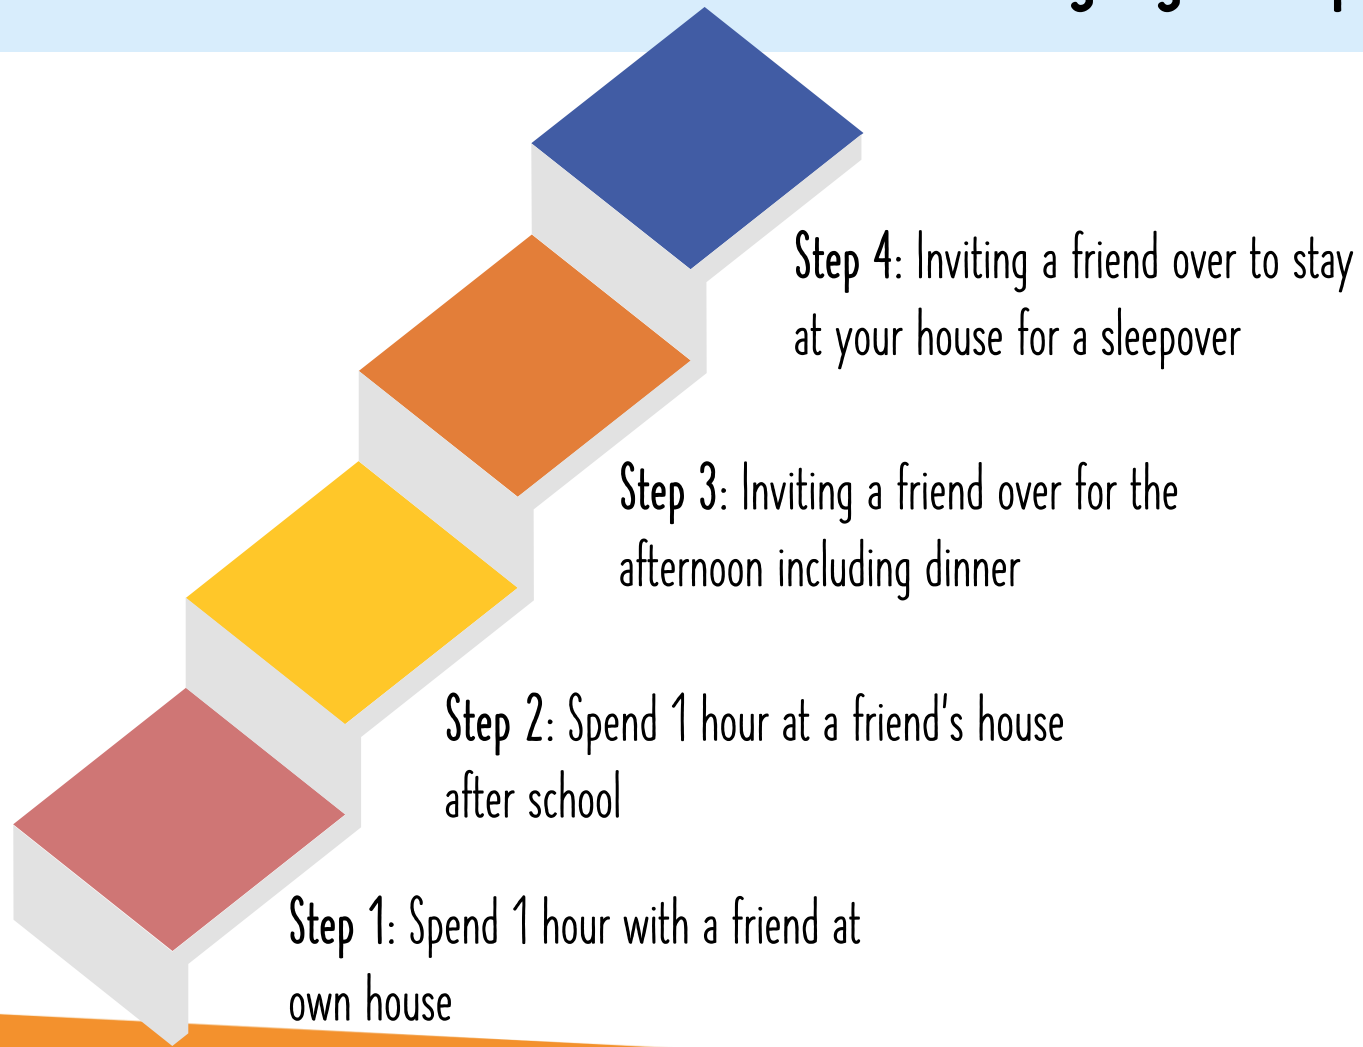 Step 4: Inviting a friend over to stay
at your house for a sleepover
Step 3: Inviting a friend over for the
afternoon including dinner
Step 2: Spend 1 hour at a friend's house
after school
Step 1: Spend 1 hour with a friend at
own house